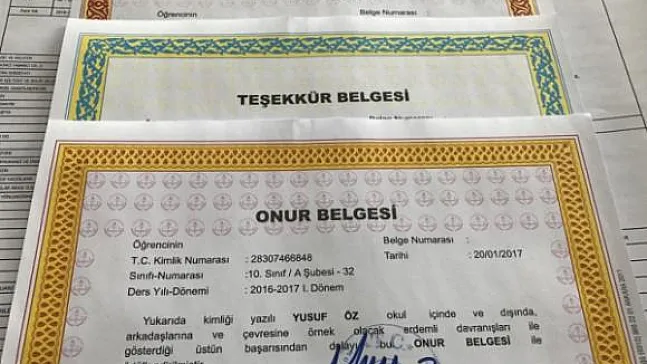 Öğrencinin
Belge Numarası :
TEŞEKKÜR BELGESİ
ONUR BELGESİ
Öğrencinin
Belge Numarası :
T.C. Kimlik Numarası : 28307466848
Tarihi : 20/01/2017
Sınıfı-Numarası : 10. Sınıf / A Şubesi - 32
Ders Yılı-Dönemi : 2016-2017 I. Dönem
Yukarıda kimliği yazılı YUSUF ÖZ okul içinde ve dışında,
arkadaşlarına ve çevresine örnek olacak erdemli davranışları ile
gösterdiği üstün başarısından dolayı bu ONUR BELGESİ ile